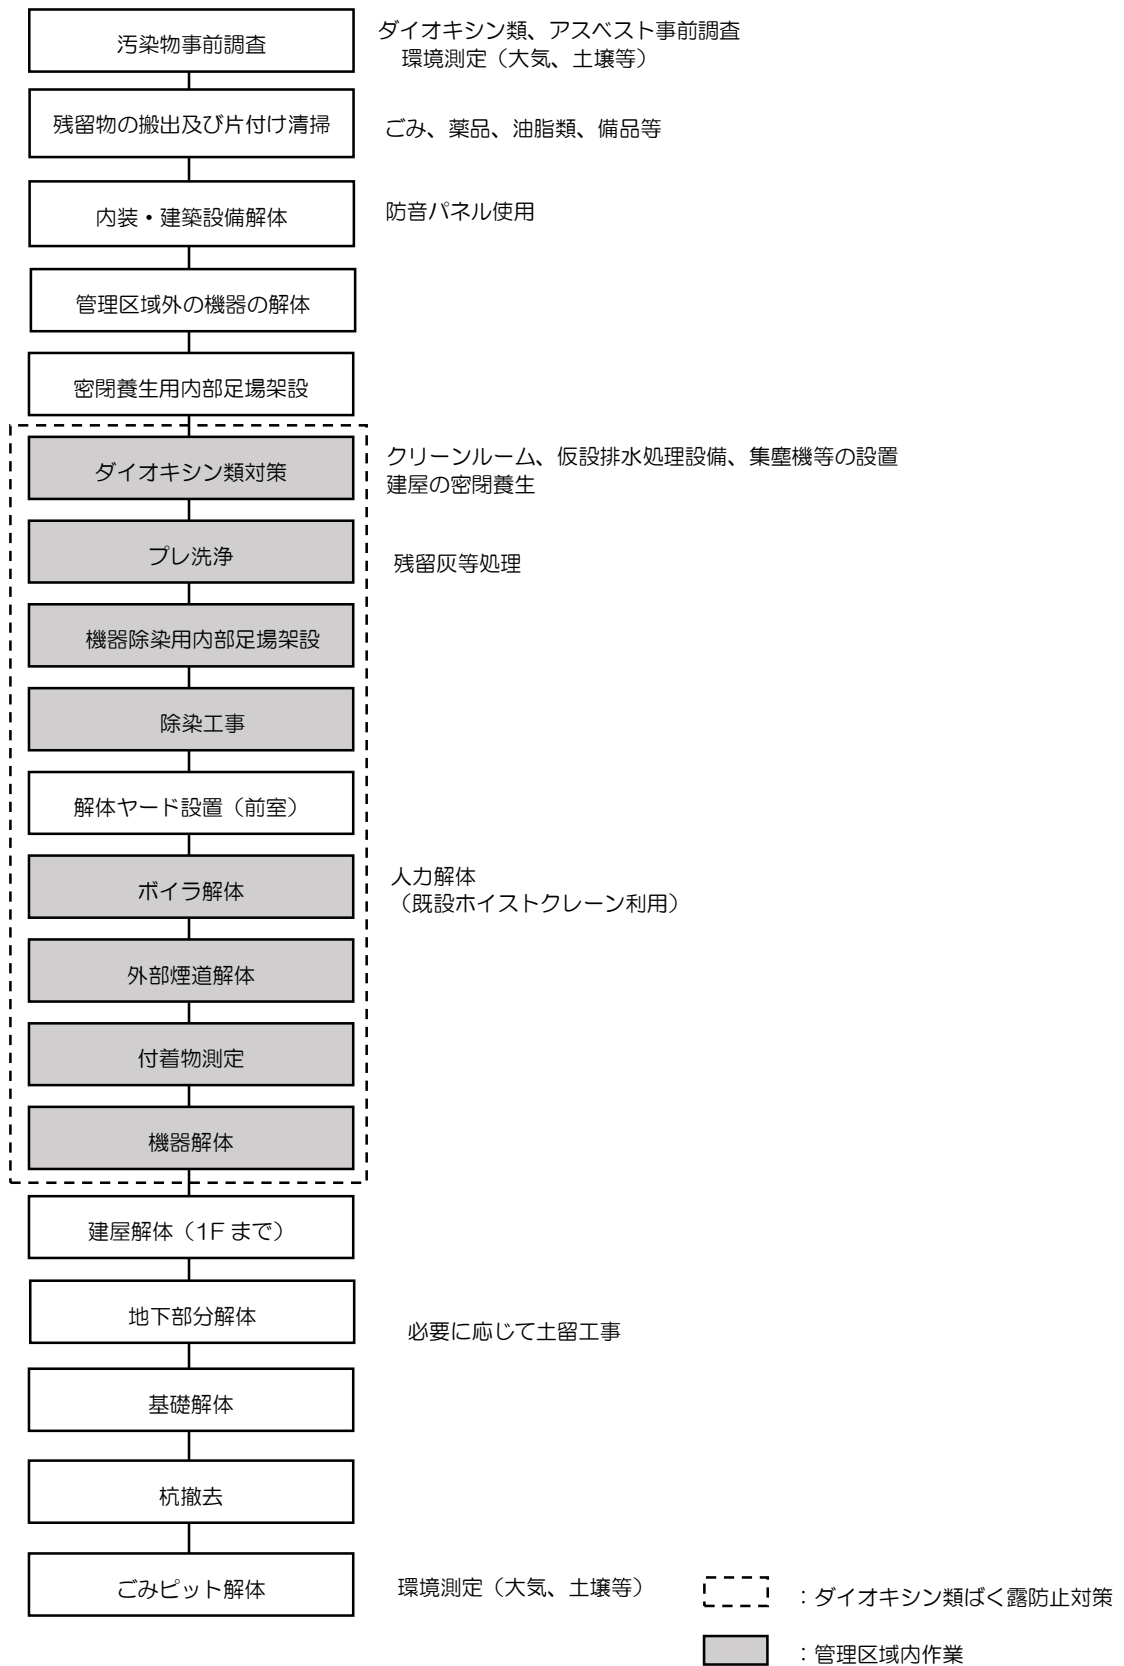 汚染物事前調査
ダイオキシン類、アスベスト事前調査
環境測定（大気、土壌等）
残留物の搬出及び片付け清掃
ごみ、薬品、油脂類、備品等
内装・建築設備解体
防音パネル使用
管理区域外の機器の解体
密閉養生用内部足場架設
ダイオキシン類対策
クリーンルーム、仮設排水処理設備、集塵機等の設置
建屋の密閉養生
プレ洗浄
残留灰等処理
機器除染用内部足場架設
除染工事
解体ヤード設置（前室）
ボイラ解体
人力解体
（既設ホイストクレーン利用）
外部煙道解体
付着物測定
機器解体
建屋解体（1F まで）
地下部分解体
必要に応じて土留工事
基礎解体
杭撤去
ごみピット解体
環境測定（大気、土壌等）
：ダイオキシン類ばく露防止対策
：管理区域内作業